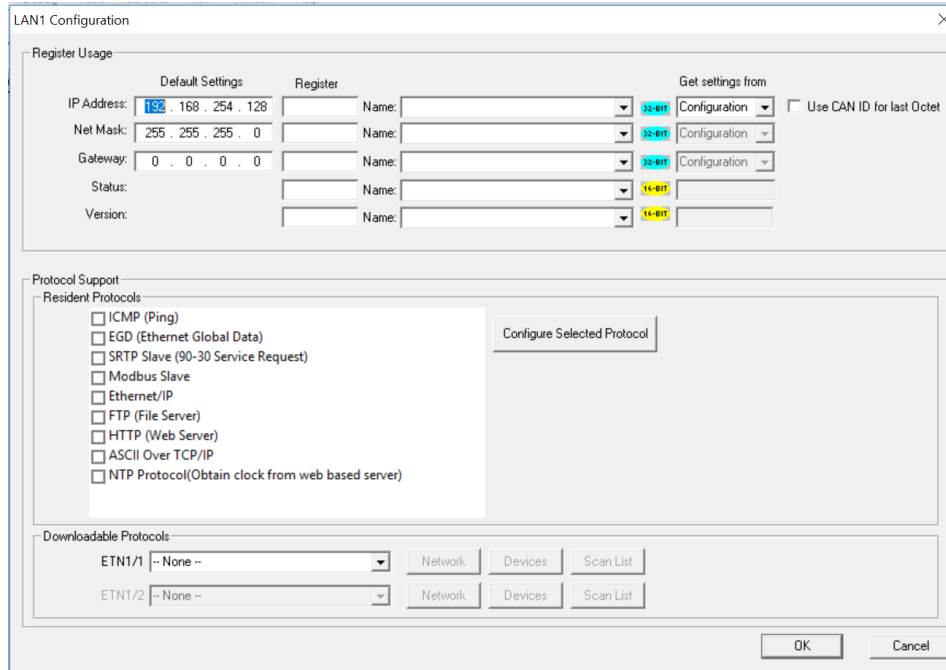 LAN1 Configuration
Register Usage
Default Settings Register Get settings from
IP Address: 192 . 168 . 254 . 128 Name: 32-BIT Configuration Use CAN ID for last Octet
Net Mask: 255 . 255 . 255 . 0 Name: 32-BIT Configuration
Gateway: 0 . 0 . 0 . 0 Name: 32-BIT Configuration
Status: Name: 16-BIT
Version: Name: 16-BIT
Protocol Support
Resident Protocols
ICMP (Ping)
EGD (Ethernet Global Data)
SRTP Slave (90-30 Service Request)
Modbus Slave
Ethernet/IP
FTP (File Server)
HTTP (Web Server)
ASCII Over TCP/IP
NTP Protocol(Obtain clock from web based server)
Configure Selected Protocol
Downloadable Protocols
ETN1/1 -- None -- Network Devices Scan List
ETN1/2 -- None -- Network Devices Scan List
OK Cancel